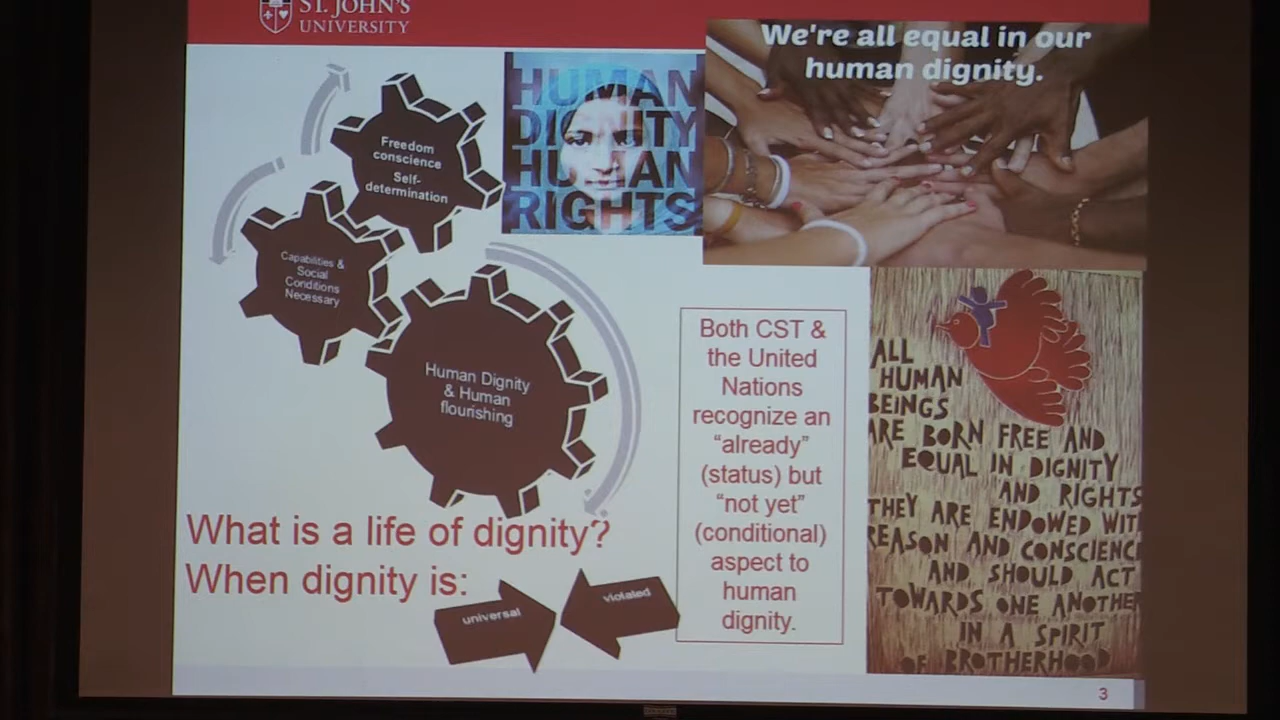 ST. JOHN'S
UNIVERSITY
We're all equal in our
human dignity.
HUMAN
DIGNITY
HUMAN
RIGHTS
Freedom
conscience
Self-
determination
Capabilities &
Social
Conditions
Necessary
Human Dignity
& Human
flourishing
Both CST &
the United
Nations
recognize an
“already”
(status) but
“not yet”
(conditional)
aspect to
human
dignity.
ALL
HUMAN
BEINGS
ARE BORN FREE AND
EQUAL IN DIGNITY
AND RIGHTS
THEY ARE ENDOWED WIT
REASON AND CONSCIENC
AND SHOULD ACT
TOWARDS ONE ANOTHER
IN A SPIRIT
OF BROTHERHOOD
What is a life of dignity?
When dignity is:
universal
violated
3